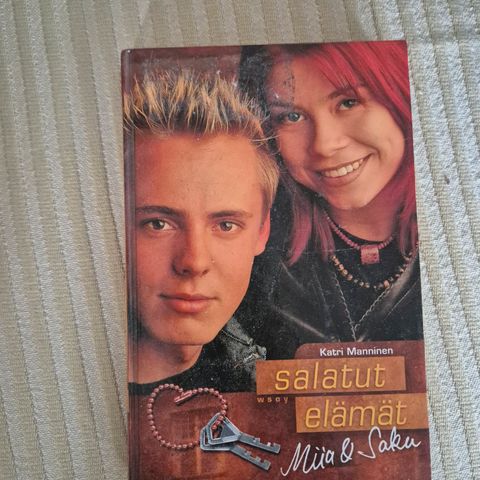 Katri Manninen
salatut
wsoy
elämät
Miia & Saku